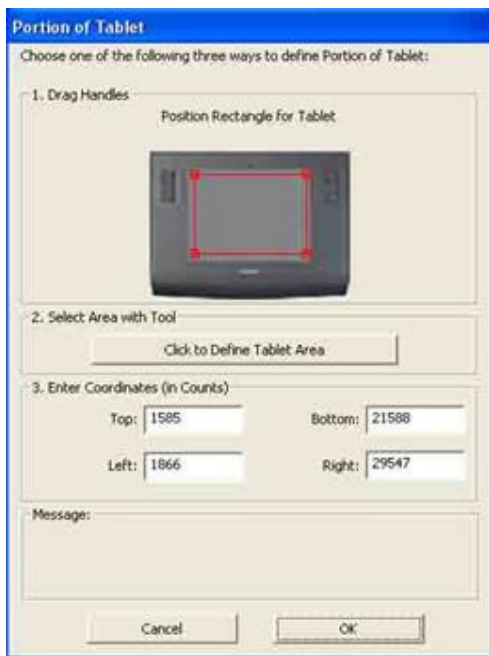 Portion of Tablet
Choose one of the following three ways to define Portion of Tablet:
1. Drag Handles
Position Rectangle for Tablet
2. Select Area with Tool
Click to Define Tablet Area
3. Enter Coordinates (in Counts)
Top: 1585 Bottom: 21588
Left: 1866 Right: 29547
Message:
Cancel OK